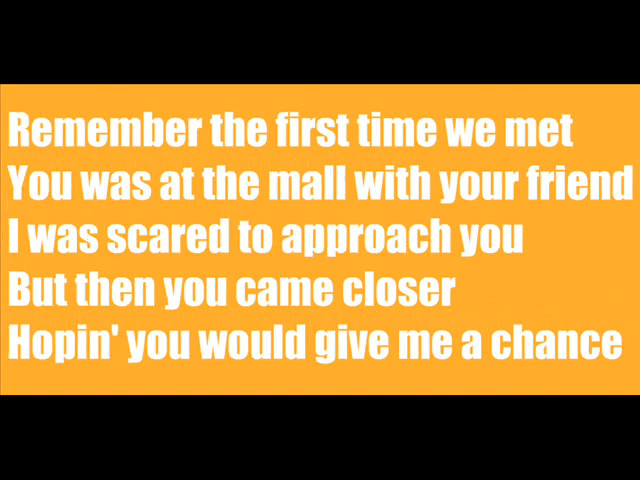 Remember the first time we met
You was at the mall with your friend
I was scared to approach you
But then you came closer
Hopin' you would give me a chance